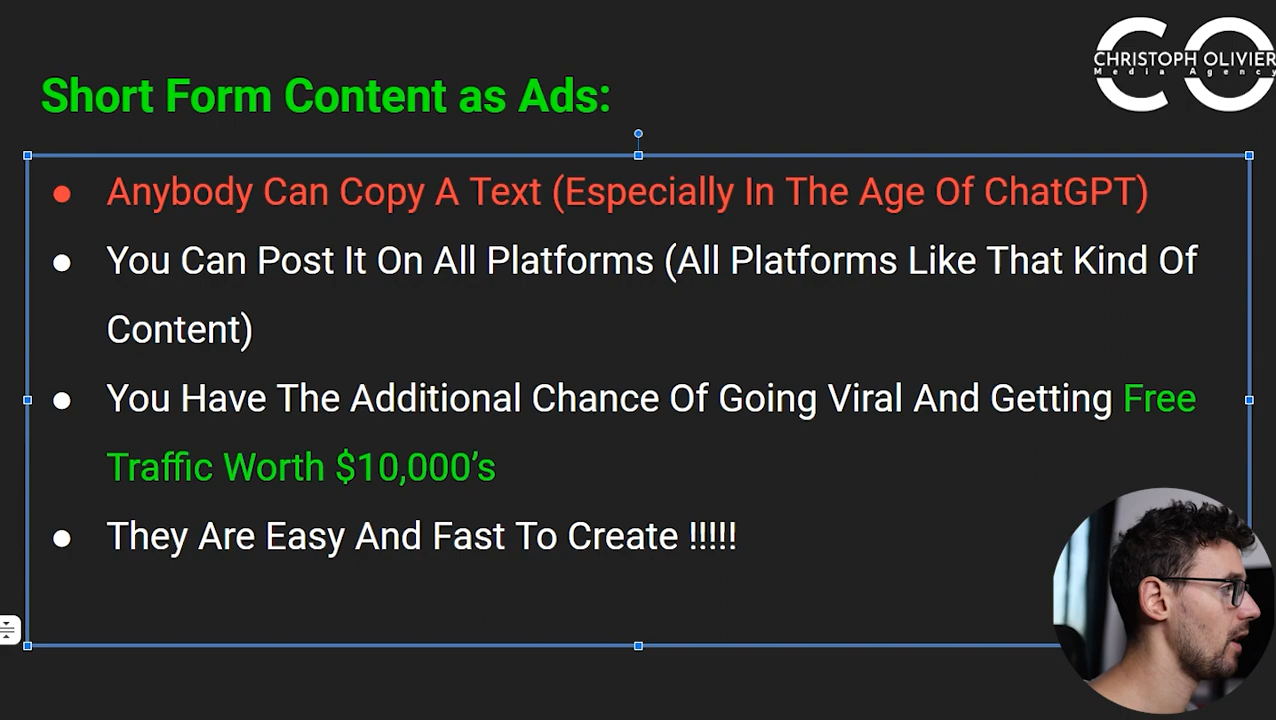 CHRISTOPH OLIVIER
Media Agency
Short Form Content as Ads:
● Anybody Can Copy A Text (Especially In The Age Of ChatGPT)
● You Can Post It On All Platforms (All Platforms Like That Kind Of
Content)
● You Have The Additional Chance Of Going Viral And Getting Free
Traffic Worth $10,000’s
● They Are Easy And Fast To Create !!!!!